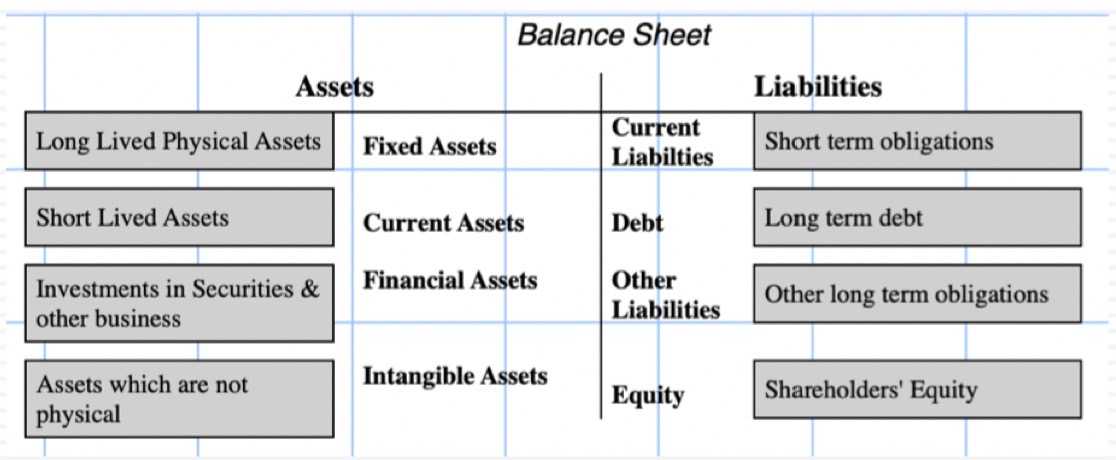 Balance Sheet
Assets
Liabilities
Long Lived Physical Assets
Fixed Assets
Current
Liabilties
Short term obligations
Short Lived Assets
Current Assets
Debt
Long term debt
Investments in Securities &
other business
Financial Assets
Other
Liabilities
Other long term obligations
Assets which are not
physical
Intangible Assets
Equity
Shareholders' Equity